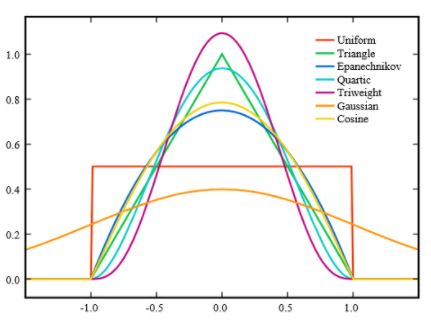 Uniform
Triangle
Epanechnikov
Quartic
Triweight
Gaussian
Cosine
1.0
0.8
0.6
0.4
0.2
0.0
-1.0 -0.5 0.0 0.5 1.0